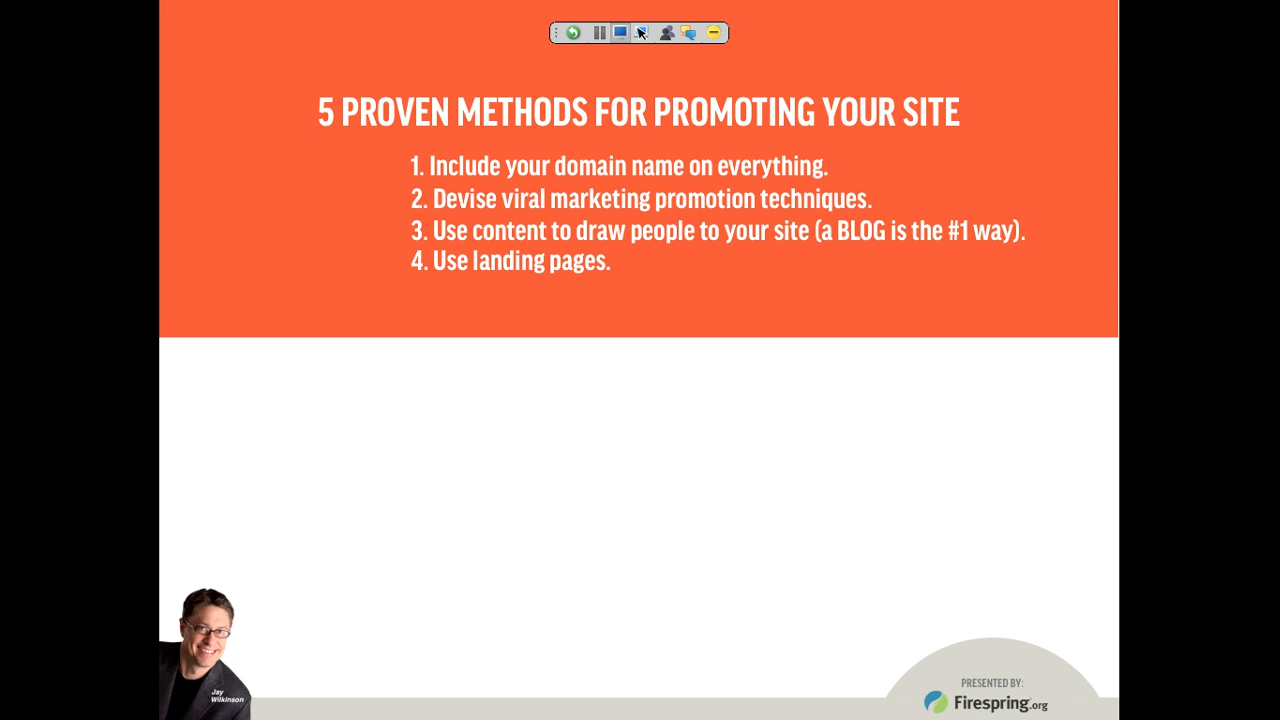 5 PROVEN METHODS FOR PROMOTING YOUR SITE
1. Include your domain name on everything.
2. Devise viral marketing promotion techniques.
3. Use content to draw people to your site (a BLOG is the #1 way).
4. Use landing pages.
Jay
Wilkinson
PRESENTED BY:
Firespring.org